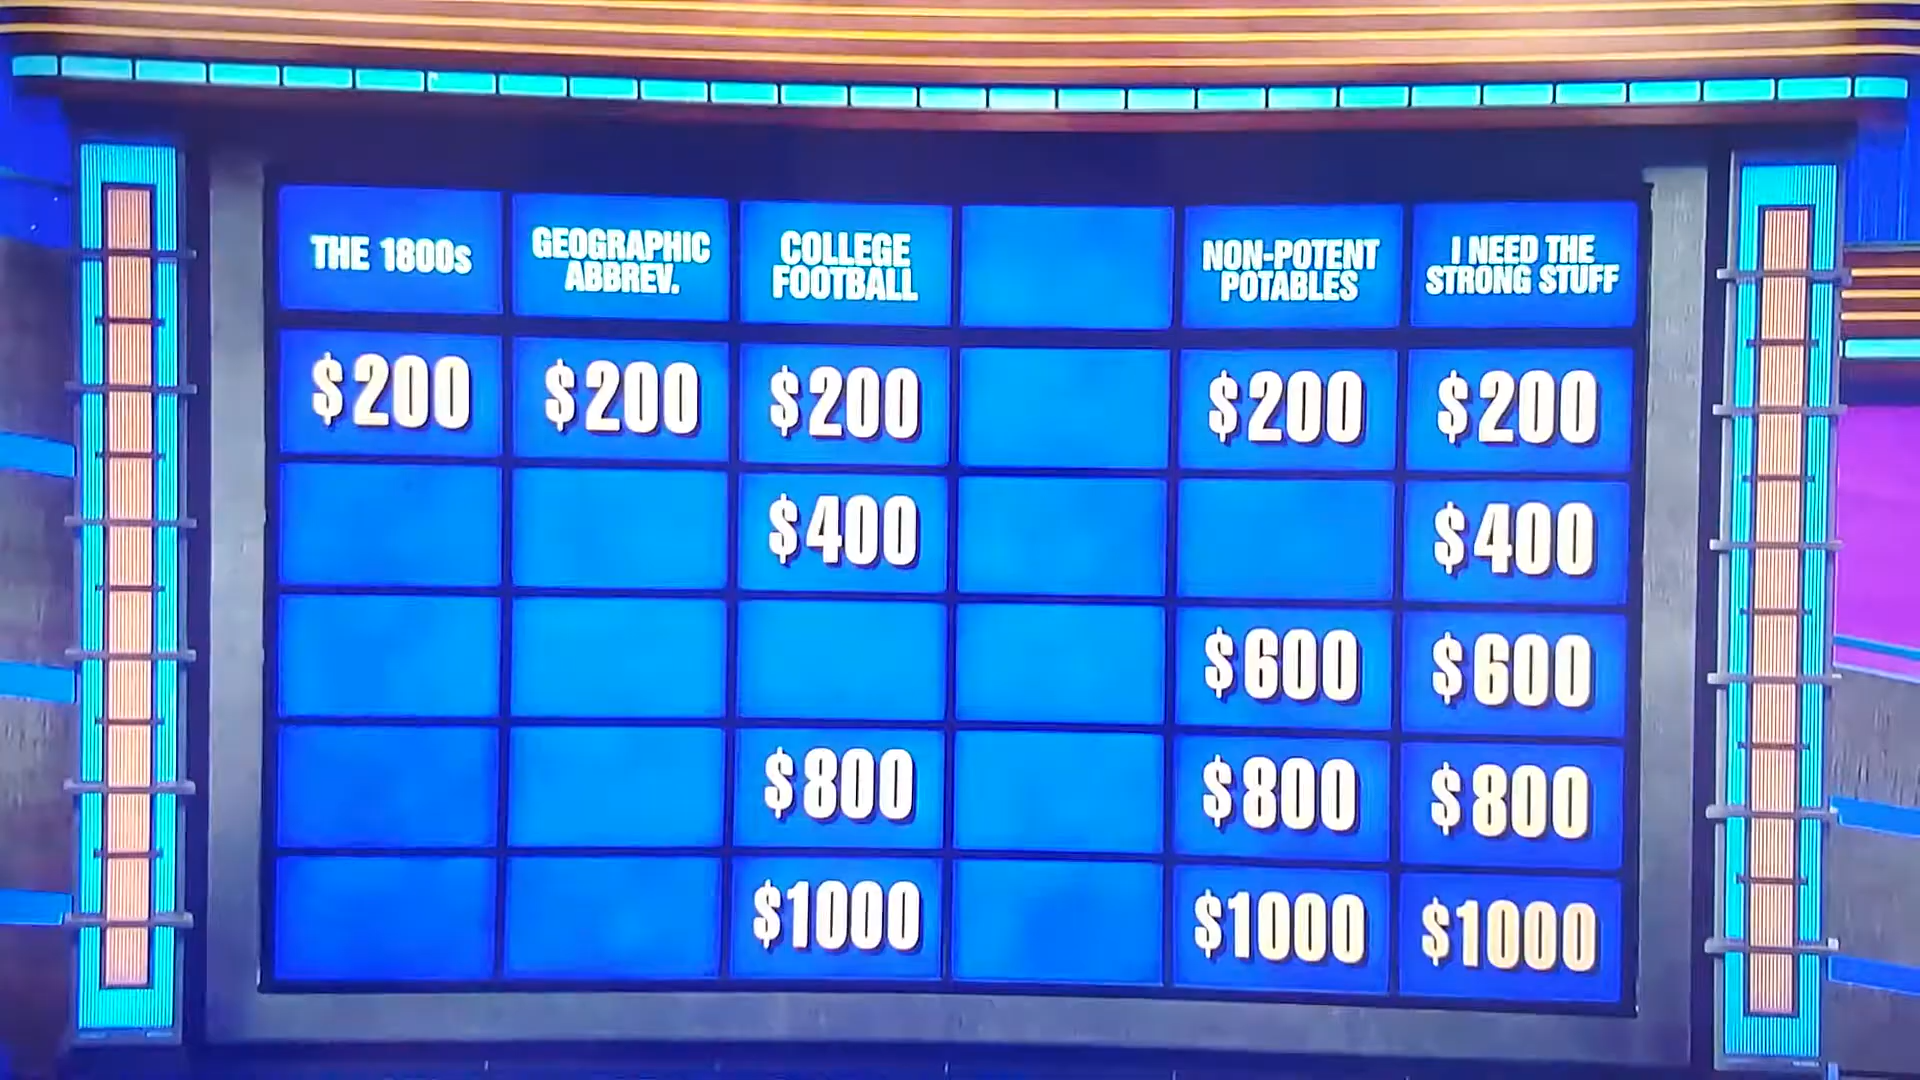 THE 1800s
GEOGRAPHIC
ABBREV.
COLLEGE
FOOTBALL
NON-POTENT
POTABLES
I NEED THE
STRONG STUFF
$200 $200 $200 $200 $200
$400 $400
$600 $600
$800 $800 $800
$1000 $1000 $1000